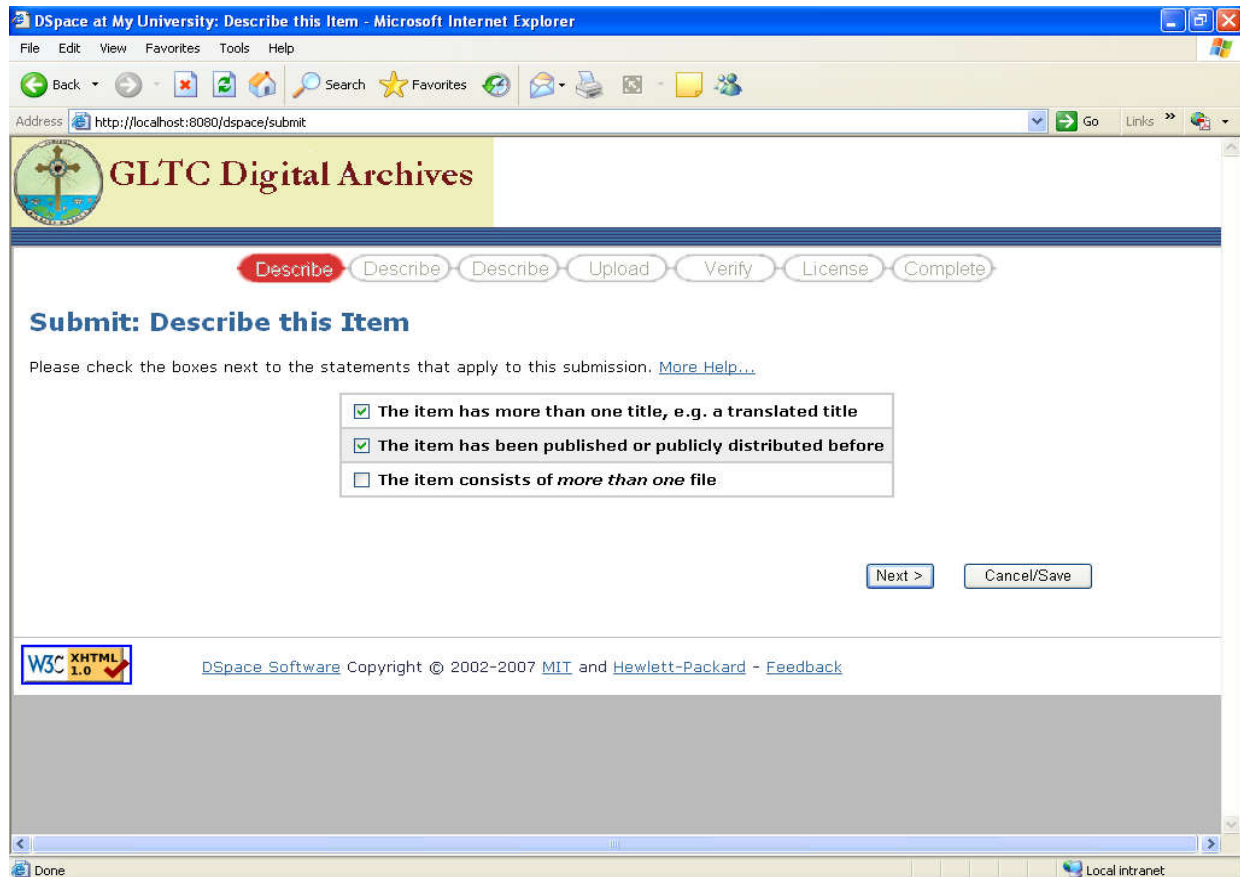 DSpace at My University: Describe this Item - Microsoft Internet Explorer
File Edit View Favorites Tools Help
Back Search Favorites
Address http://localhost:8080/dspace/submit Go Links »
GLTC Digital Archives
Describe Describe Describe Upload Verify License Complete
Submit: Describe this Item
Please check the boxes next to the statements that apply to this submission. More Help...
The item has more than one title, e.g. a translated title
The item has been published or publicly distributed before
The item consists of more than one file
Next > Cancel/Save
W3C XHTML 1.0 DSpace Software Copyright © 2002-2007 MIT and Hewlett-Packard - Feedback
Done Local intranet